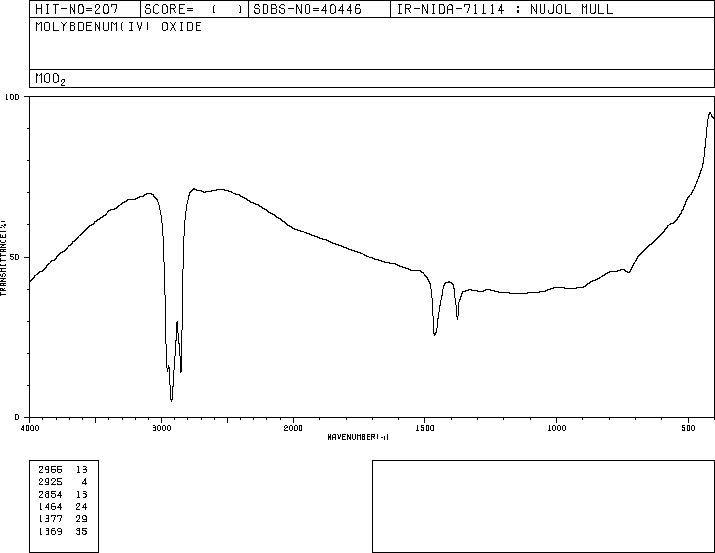 HIT-NO=207 SCORE= ( ) SDBS-NO=40446 IR-NIDA-71114 : NUJOL MULL
MOLYBDENUM(IV) OXIDE
MOO2
100
50
0
TRANSMITTANCE(%)
4000 3000 2000 1500 1000 500
WAVENUMBER(-1)
2966 13
2925 4
2854 13
1464 24
1377 29
1369 35